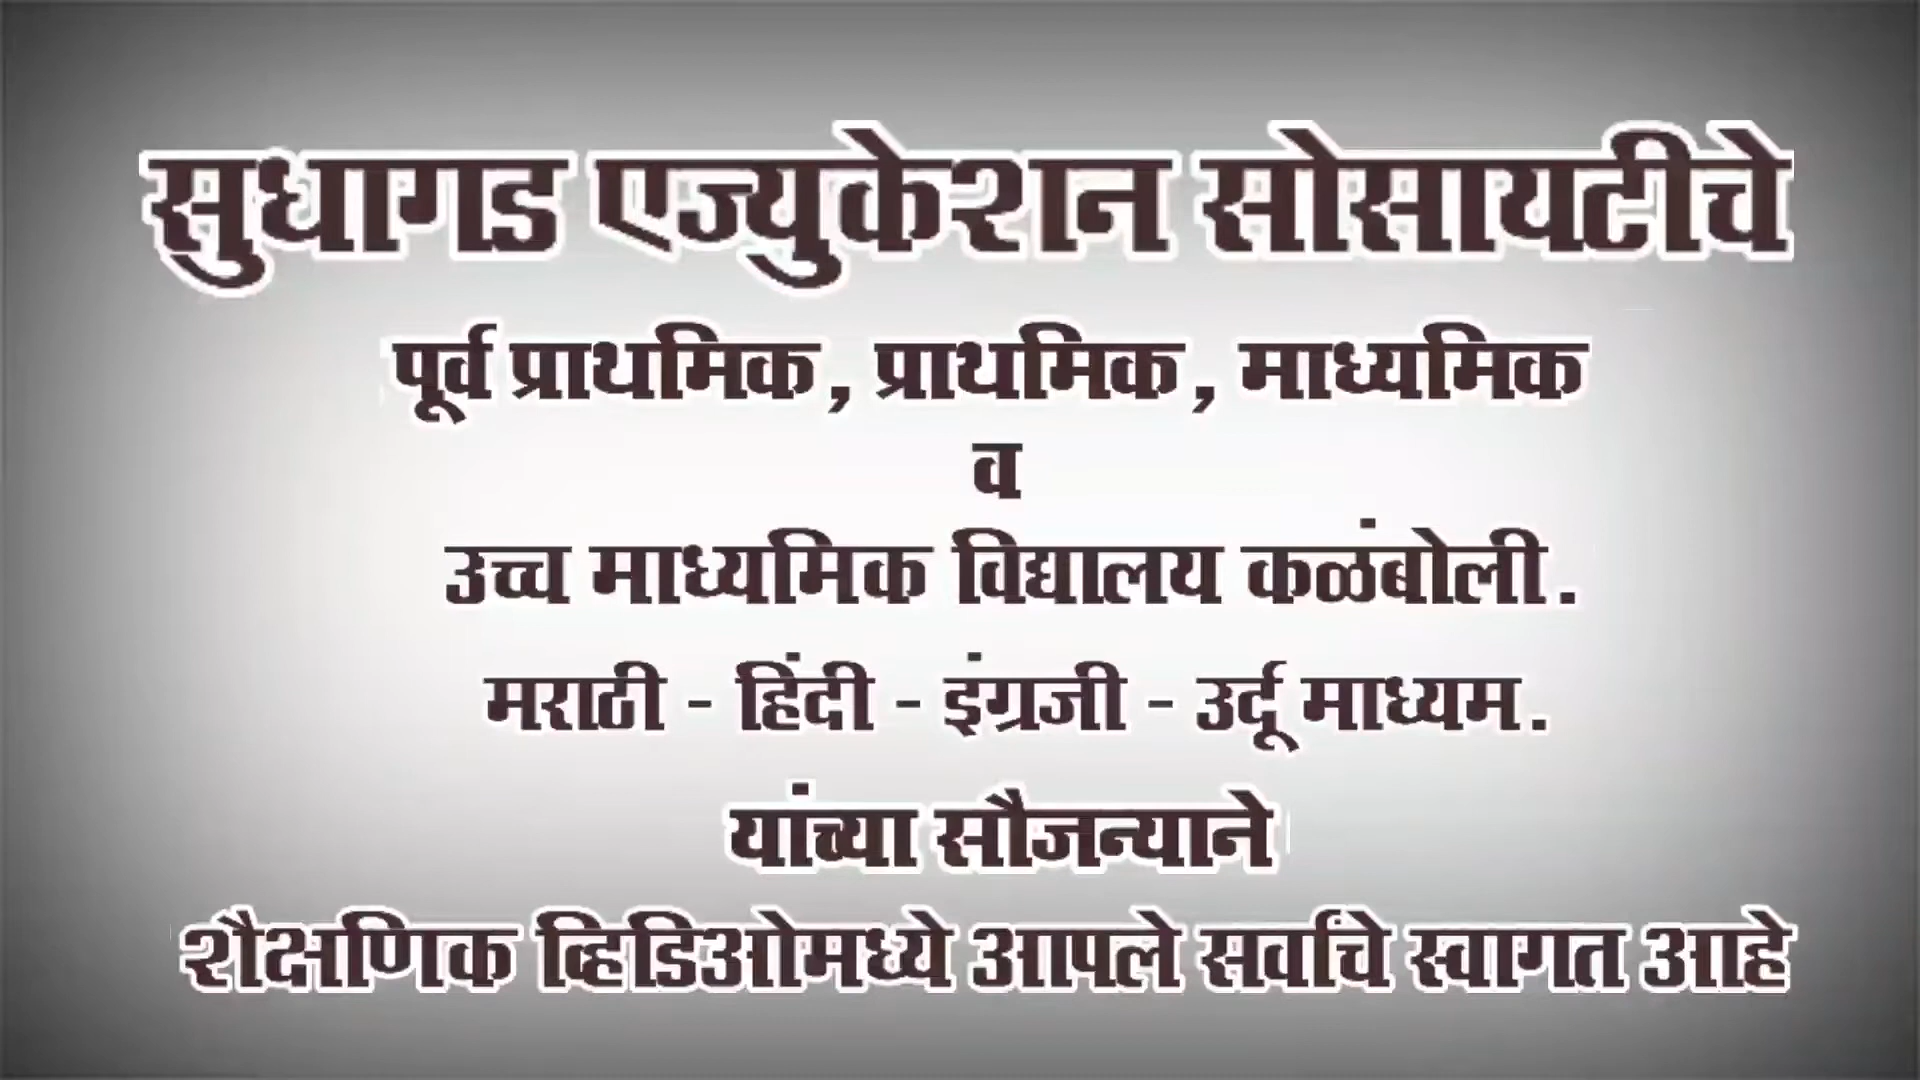 सुधागड एज्युकेशन सोसायटीचे
पूर्व प्राथमिक, प्राथमिक, माध्यमिक
व
उच्च माध्यमिक विद्यालय कळंबोली.
मराठी - हिंदी - इंग्रजी - उर्दू माध्यम.
यांच्या सौजन्याने
शैक्षणिक व्हिडिओमध्ये आपले सर्वांचे स्वागत आहे